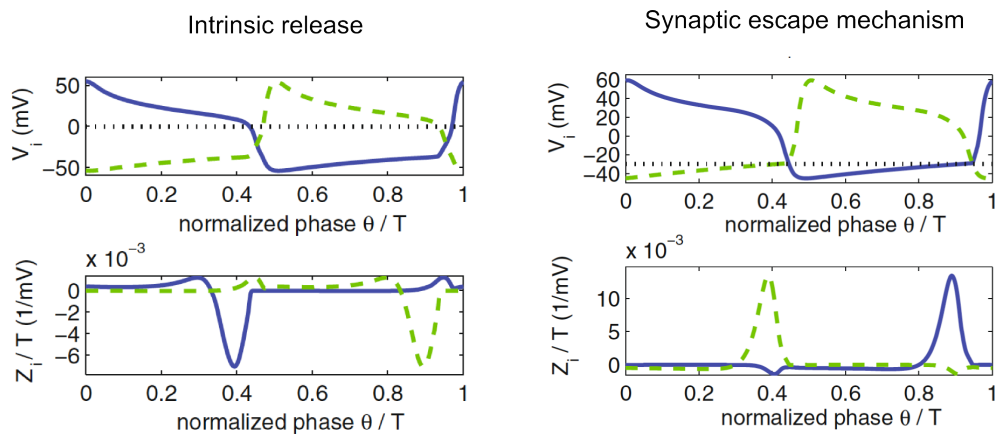 Intrinsic release
Synaptic escape mechanism
V i (mV)
50
0
−50
0 0.2 0.4 0.6 0.8 1
normalized phase θ / T
V i (mV)
60
40
20
0
−20
−40
0 0.2 0.4 0.6 0.8 1
normalized phase θ / T
x 10 −3
Z i / T (1/mV)
0
−2
−4
−6
0 0.2 0.4 0.6 0.8 1
normalized phase θ / T
x 10 −3
Z i / T (1/mV)
10
5
0
0 0.2 0.4 0.6 0.8 1
normalized phase θ / T